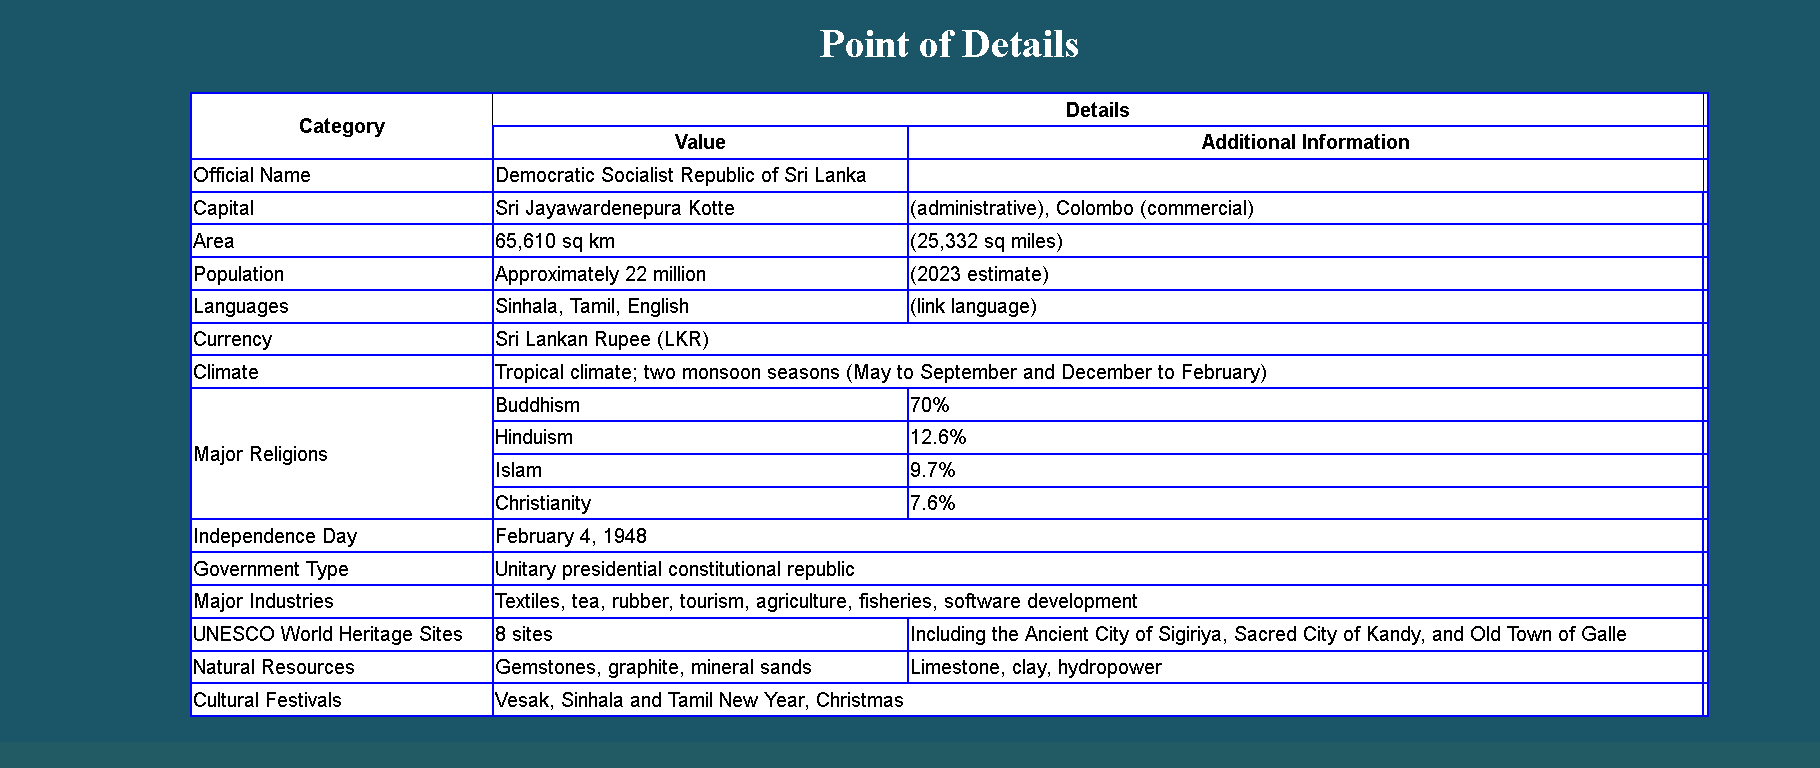 Point of Details
Category
Details
Value Additional Information
Official Name Democratic Socialist Republic of Sri Lanka
Capital Sri Jayawardenepura Kotte (administrative), Colombo (commercial)
Area 65,610 sq km (25,332 sq miles)
Population Approximately 22 million (2023 estimate)
Languages Sinhala, Tamil, English (link language)
Currency Sri Lankan Rupee (LKR)
Climate Tropical climate; two monsoon seasons (May to September and December to February)
Major Religions
Buddhism 70%
Hinduism 12.6%
Islam 9.7%
Christianity 7.6%
Independence Day February 4, 1948
Government Type Unitary presidential constitutional republic
Major Industries Textiles, tea, rubber, tourism, agriculture, fisheries, software development
UNESCO World Heritage Sites 8 sites Including the Ancient City of Sigiriya, Sacred City of Kandy, and Old Town of Galle
Natural Resources Gemstones, graphite, mineral sands Limestone, clay, hydropower
Cultural Festivals Vesak, Sinhala and Tamil New Year, Christmas